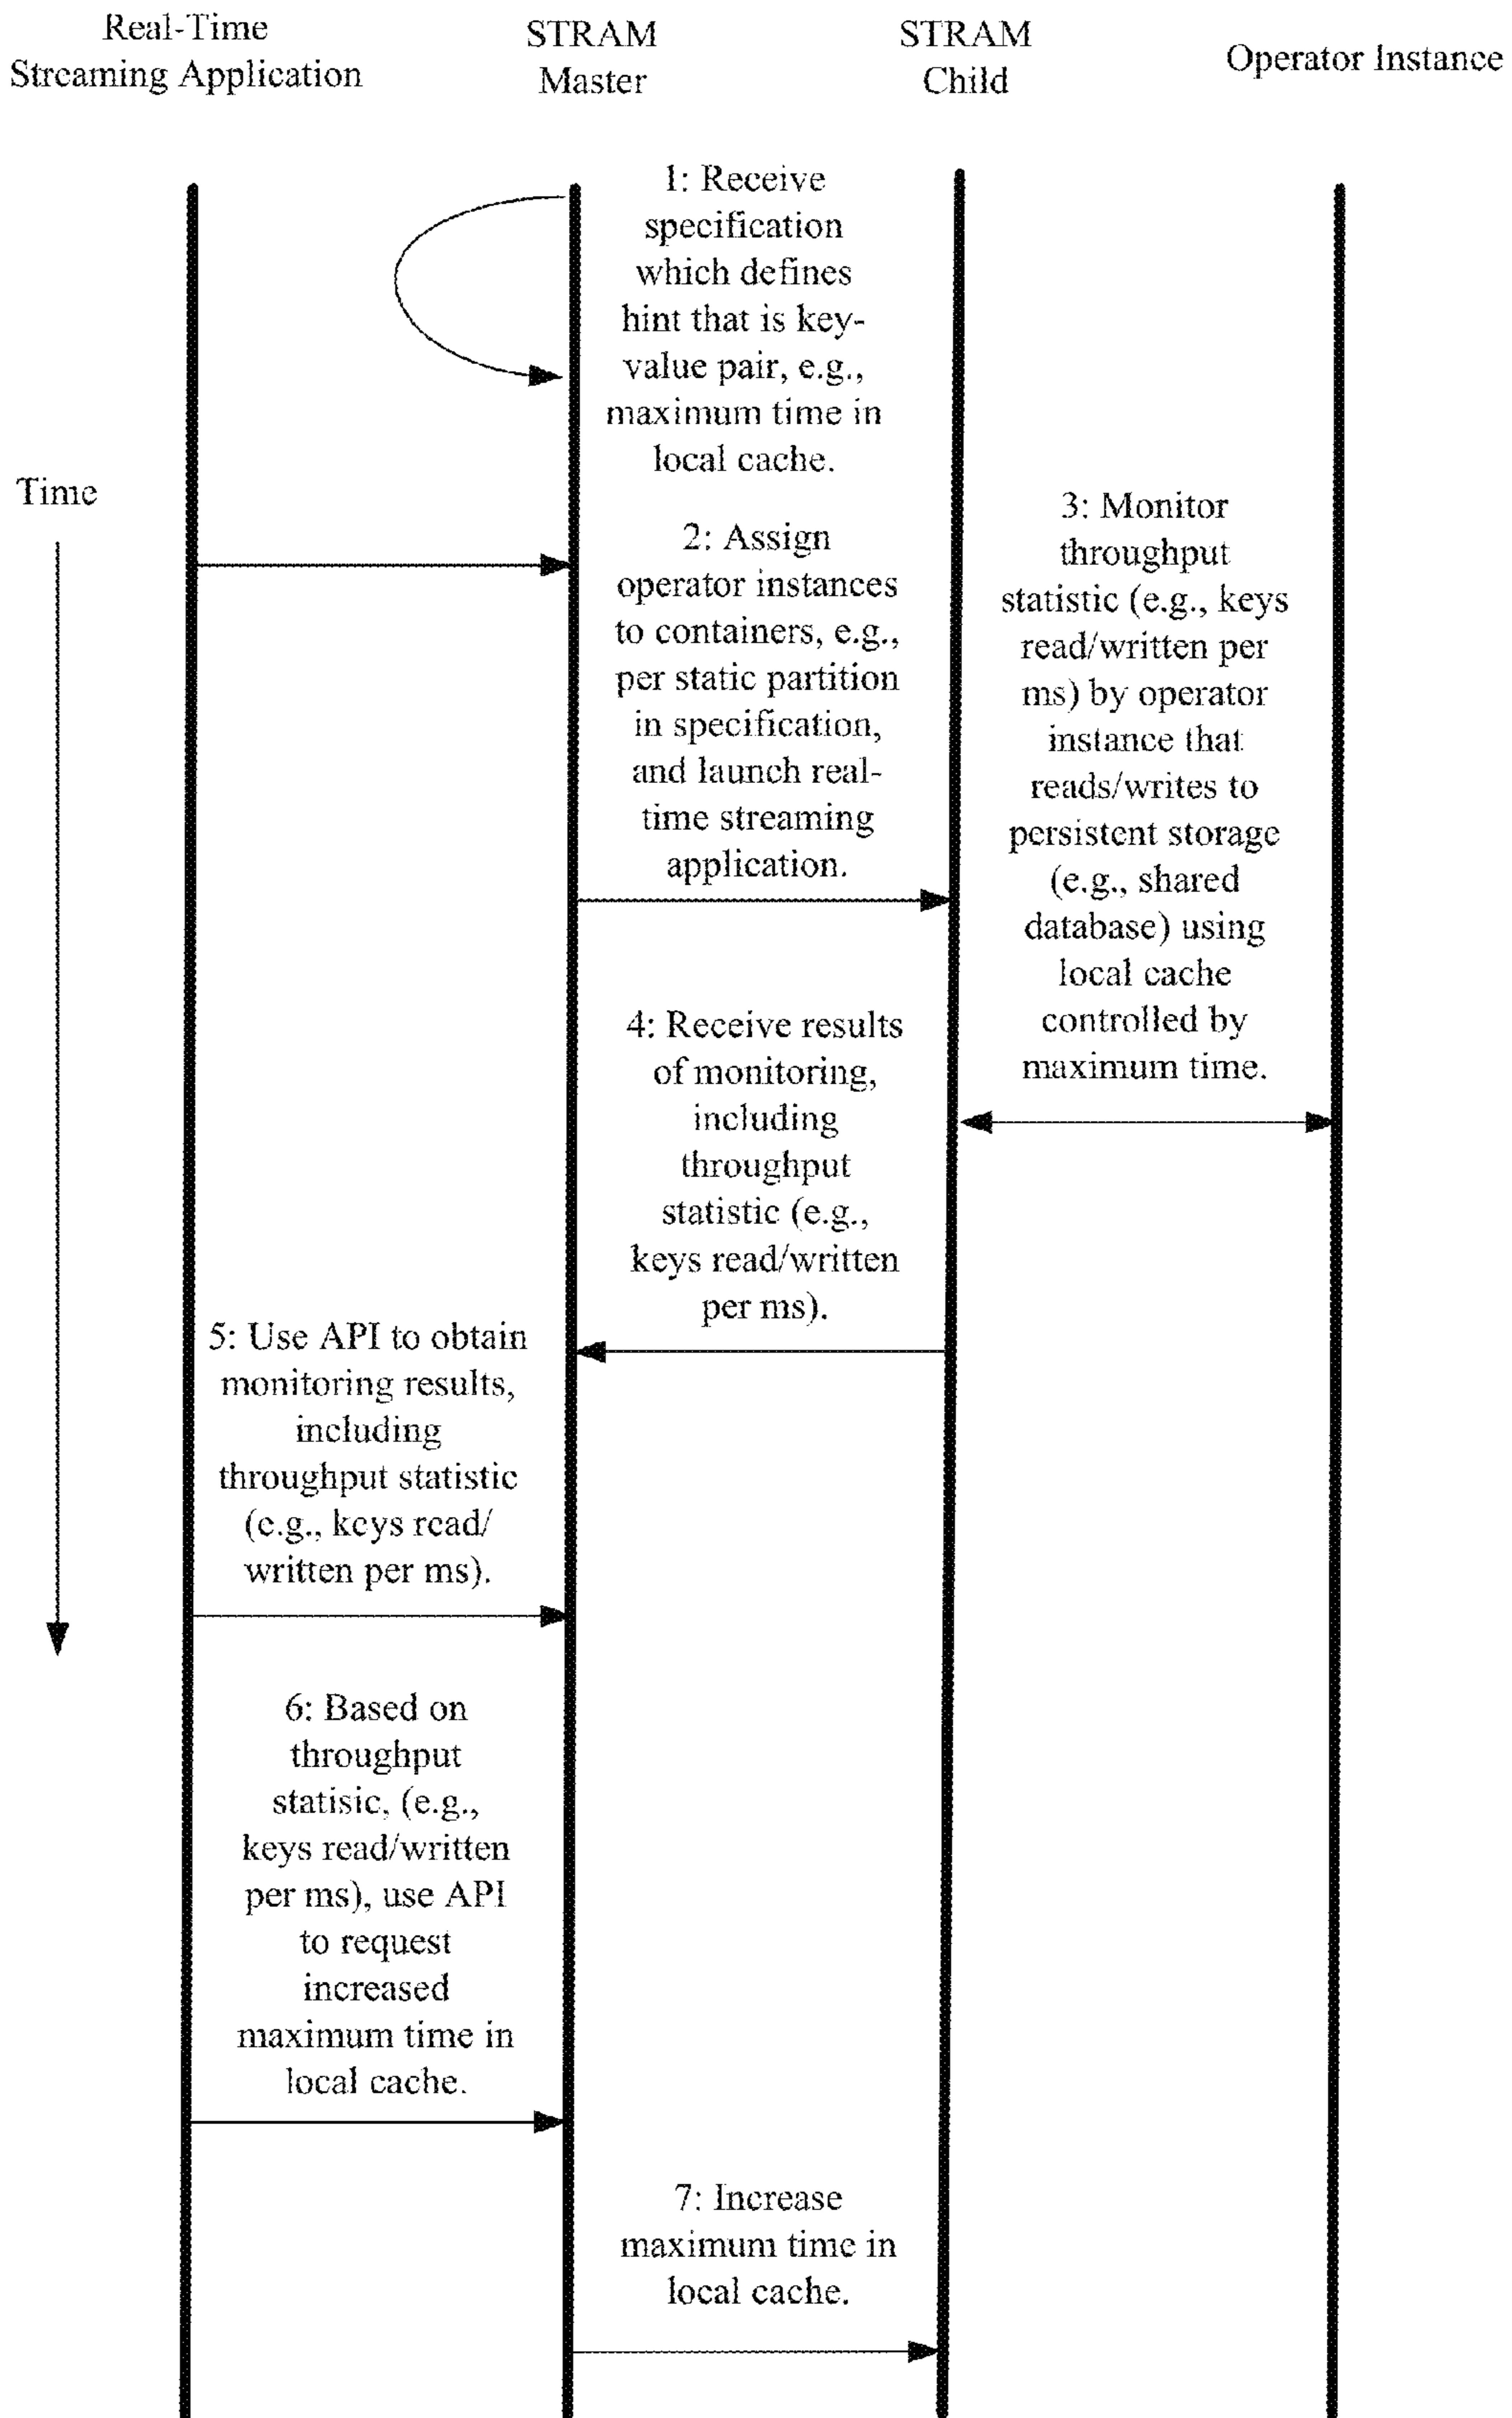 Real-Time
Streaming Application
STRAM
Master
STRAM
Child
Operator Instance
1: Receive
specification
which defines
hint that is key-
value pair, e.g.,
maximum time in
local cache.
Time
2: Assign
operator instances
to containers, e.g.,
per static partition
in specification,
and launch real-
time streaming
application.
3: Monitor
throughput
statistic (e.g., keys
read/written per
ms) by operator
instance that
reads/writes to
persistent storage
(e.g., shared
database) using
local cache
controlled by
maximum time.
4: Receive results
of monitoring,
including
throughput
statistic (e.g.,
keys read/written
per ms).
5: Use API to obtain
monitoring results,
including
throughput statistic
(e.g., keys read/
written per ms).
6: Based on
throughput
statisic, (e.g.,
keys read/written
per ms), use API
to request
increased
maximum time in
local cache.
7: Increase
maximum time in
local cache.